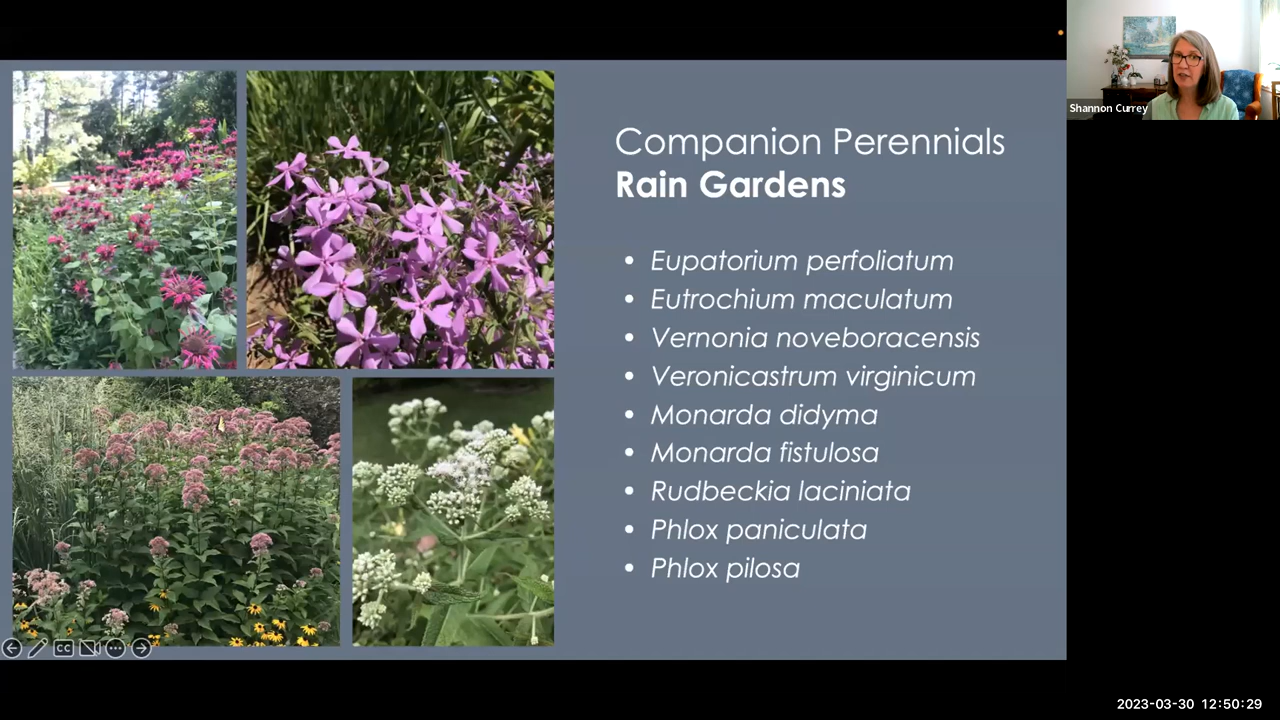 Shannon Currey
Companion Perennials
Rain Gardens
• Eupatorium perfoliatum
• Eutrochium maculatum
• Vernonia noveboracensis
• Veronicastrum virginicum
• Monarda didyma
• Monarda fistulosa
• Rudbeckia laciniata
• Phlox paniculata
• Phlox pilosa
CC
2023-03-30 12:50:29